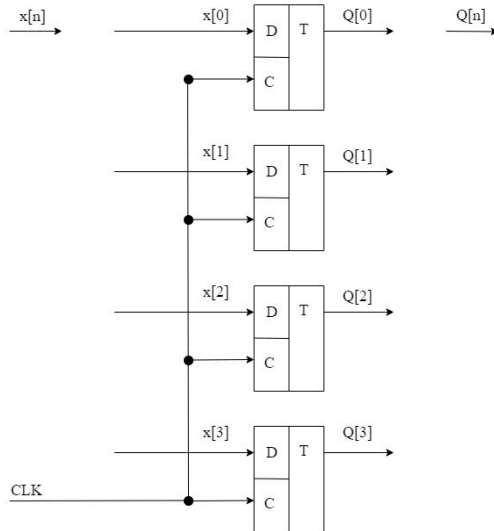 x[n] x[0] Q[0] Q[n]
D T
C
x[1] Q[1]
D T
C
x[2] Q[2]
D T
C
x[3] Q[3]
D T
CLK C